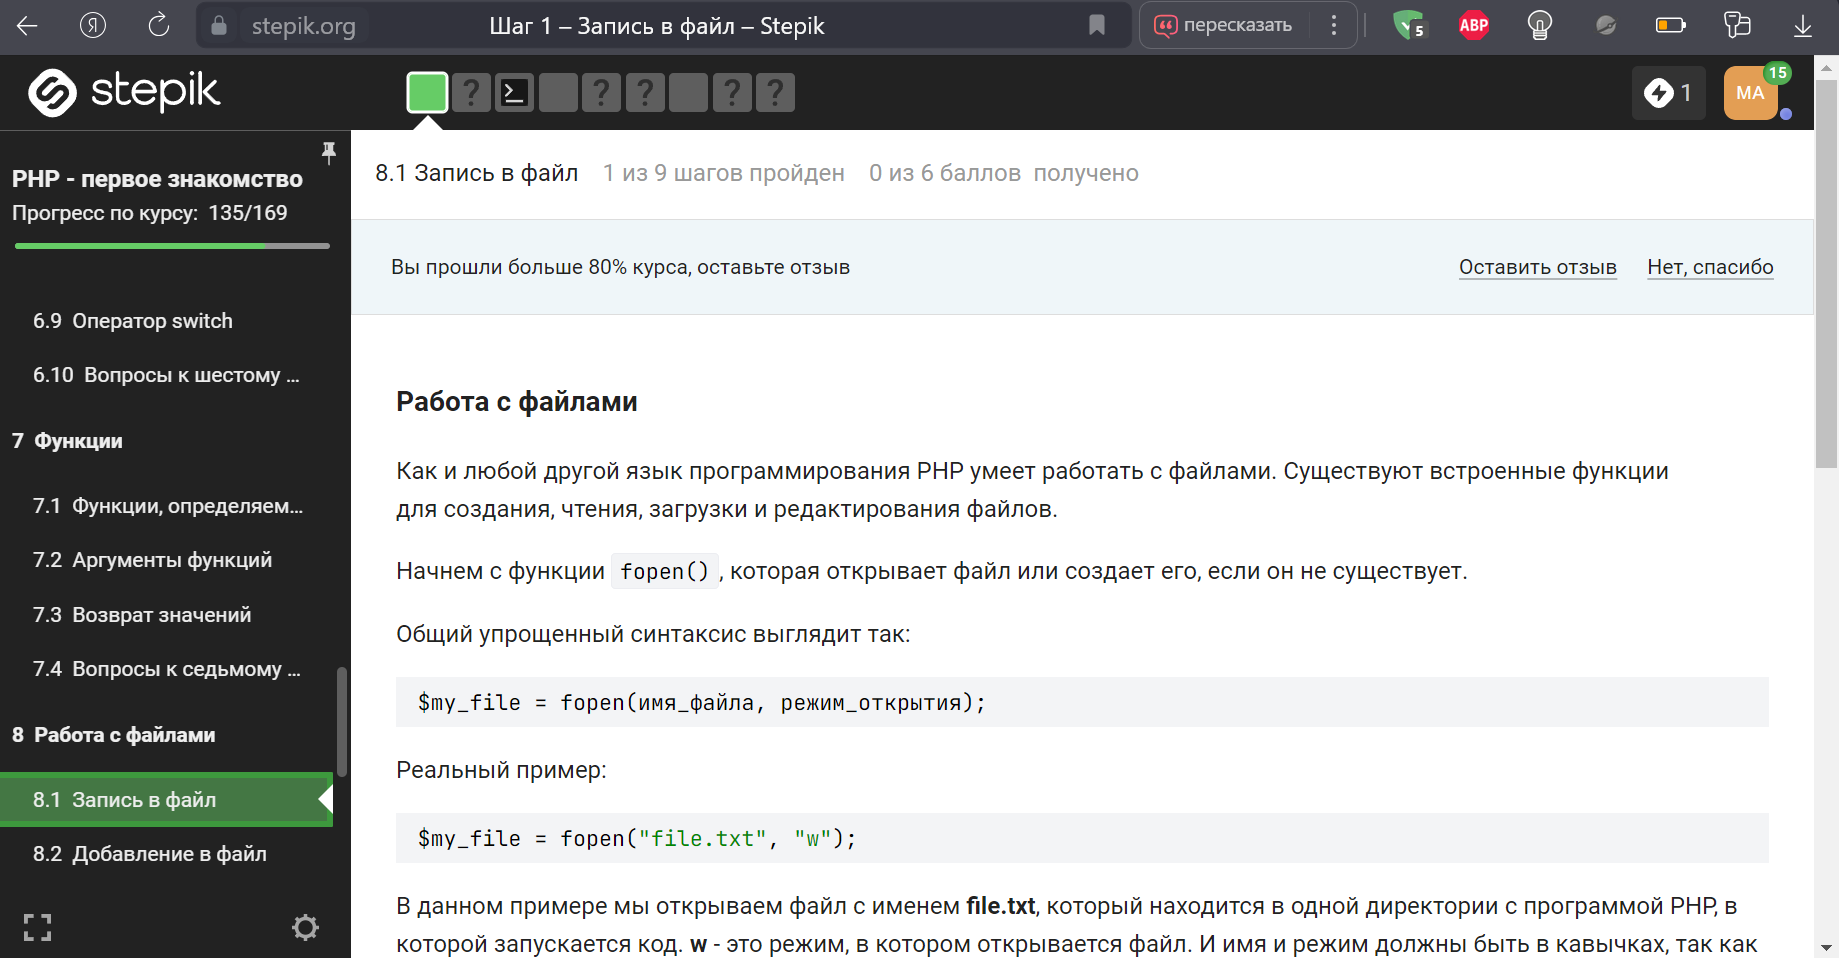 stepik.org
Шаг 1 – Запись в файл – Stepik
пересказать
5
ABP
stepik
? ? ? ? ?
1
MA
15
PHP - первое знакомство
Прогресс по курсу: 135/169
6.9 Оператор switch
6.10 Вопросы к шестому ...
7 Функции
7.1 Функции, определяем...
7.2 Аргументы функций
7.3 Возврат значений
7.4 Вопросы к седьмому ...
8 Работа с файлами
8.1 Запись в файл
8.2 Добавление в файл
8.1 Запись в файл 1 из 9 шагов пройден 0 из 6 баллов получено
Вы прошли больше 80% курса, оставьте отзыв
Оставить отзыв
Нет, спасибо
Работа с файлами
Как и любой другой язык программирования PHP умеет работать с файлами. Существуют встроенные функции
для создания, чтения, загрузки и редактирования файлов.
Начнем с функции fopen(), которая открывает файл или создает его, если он не существует.
Общий упрощенный синтаксис выглядит так:
$my_file = fopen(имя_файла, режим_открытия);
Реальный пример:
$my_file = fopen("file.txt", "w");
В данном примере мы открываем файл с именем file.txt, который находится в одной директории с программой PHP, в
которой запускается код. w - это режим, в котором открывается файл. И имя и режим должны быть в кавычках, так как